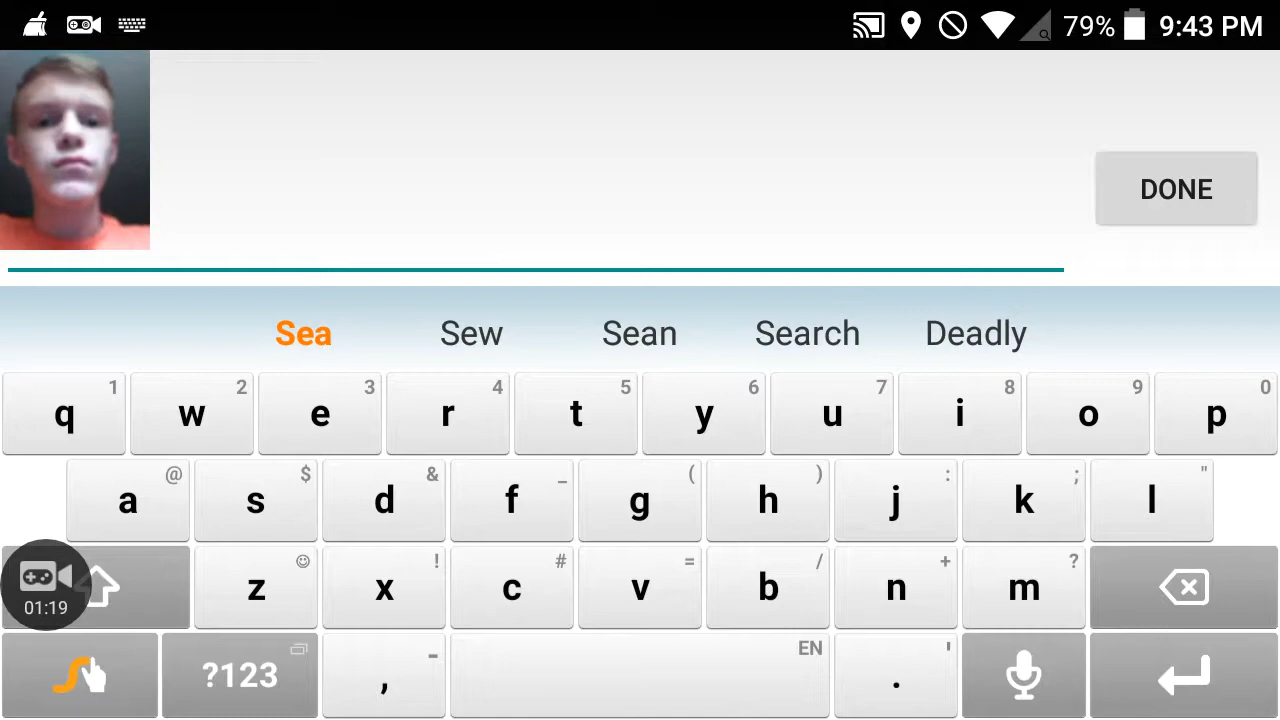 79% 9:43 PM
DONE
Sea Sew Sean Search Deadly
1 2 3 4 5 6 7 8 9 0
q w e r t y u i o p
@ $ & _ ( ) : ; "
a s d f g h j k l
! # = / + ?
z x c v b n m
01:19
EN
?123 , - . '